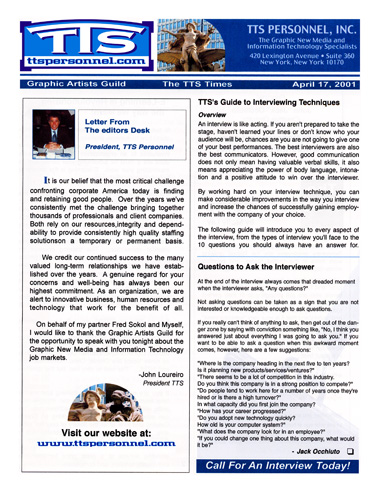 TTS
ttspersonnel.com
TTS PERSONNEL, INC.
The Graphic New Media and
Information Technology Specialists
420 Lexington Avenue • Suite 360
New York, New York 10170
Graphic Artists Guild
The TTS Times
April 17, 2001
Letter From
The editors Desk
President, TTS Personnel
It is our belief that the most critical challenge
confronting corporate America today is finding
and retaining good people. Over the years we've
consistently met the challenge bringing together
thousands of professionals and client companies.
Both rely on our resources,integrity and depend-
ability to provide consistently high quality staffing
solutionson a temporary or permanent basis.
We credit our continued success to the many
valued long-term relationships we have estab-
lished over the years. A genuine regard for your
concerns and well-being has always been our
highest commitment. As an organization, we are
alert to innovative business, human resources and
technology that work for the benefit of all.
On behalf of my partner Fred Sokol and Myself,
I would like to thank the Graphic Artists Guild for
the opportunity to speak with you tonight about the
Graphic New Media and Information Technology
job markets.
-John Loureiro
President TTS
Visit our website at:
www.ttspersonnel.com
TTS's Guide to Interviewing Techniques
Overview
An interview is like acting. If you aren't prepared to take the
stage, haven't learned your lines or don't know who your
audience will be, chances are you are not going to give one
of your best performances. The best interviewers are also
the best communicators. However, good communication
does not only mean having valuable verbal skills, it also
means appreciating the power of body language, intona-
tion and a positive attitude to win over the interviewer.
By working hard on your interview technique, you can
make considerable improvements in the way you interview
and increase the chances of successfully gaining employ-
ment with the company of your choice.
The following guide will introduce you to every aspect of
the interview, from the types of interview you'll face to the
10 questions you should always have an answer for.
Questions to Ask the Interviewer
At the end of the interview always comes that dreaded moment
when the interviewer asks, "Any questions?"
Not asking questions can be taken as a sign that you are not
interested or knowledgeable enough to ask questions.
If you really can't think of anything to ask, then get out of the dan-
ger zone by saying with conviction something like, "No, I think you
answered just about everything I was going to ask you." If you
want to be able to ask a question when this awkward moment
comes, however, here are a few suggestions:
"Where is the company heading in the next five to ten years?
Is it planning new products/services/ventures?"
"There seems to be a lot of competition in this industry.
Do you think this company is in a strong position to compete?"
"Do people tend to work here for a number of years once they're
hired or is there a high turnover?"
In what capacity did you first join the company?
"How has your career progressed?"
"Do you adopt new technology quickly?
How old is your computer system?"
"What does the company look for in an employee?"
"If you could change one thing about this company, what would
it be?"
- Jack Occhiuto
Call For An Interview Today!